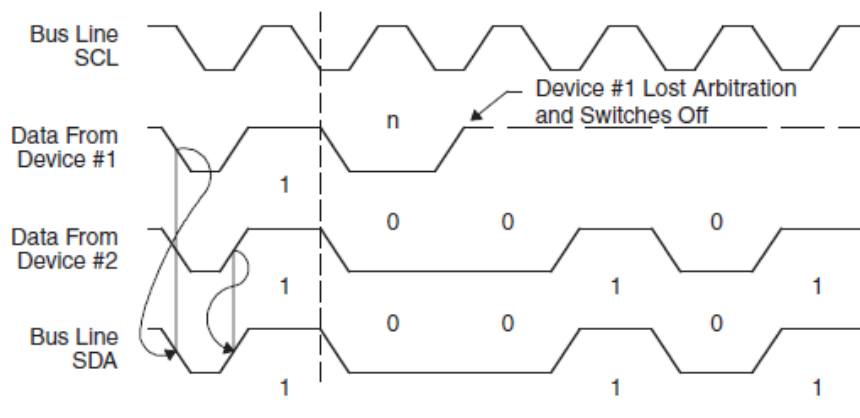 Bus Line
SCL
Device #1 Lost Arbitration
and Switches Off
n
Data From
Device #1
1
0 0 0
Data From
Device #2
1 1 1
0 0 0
Bus Line
SDA
1 1 1